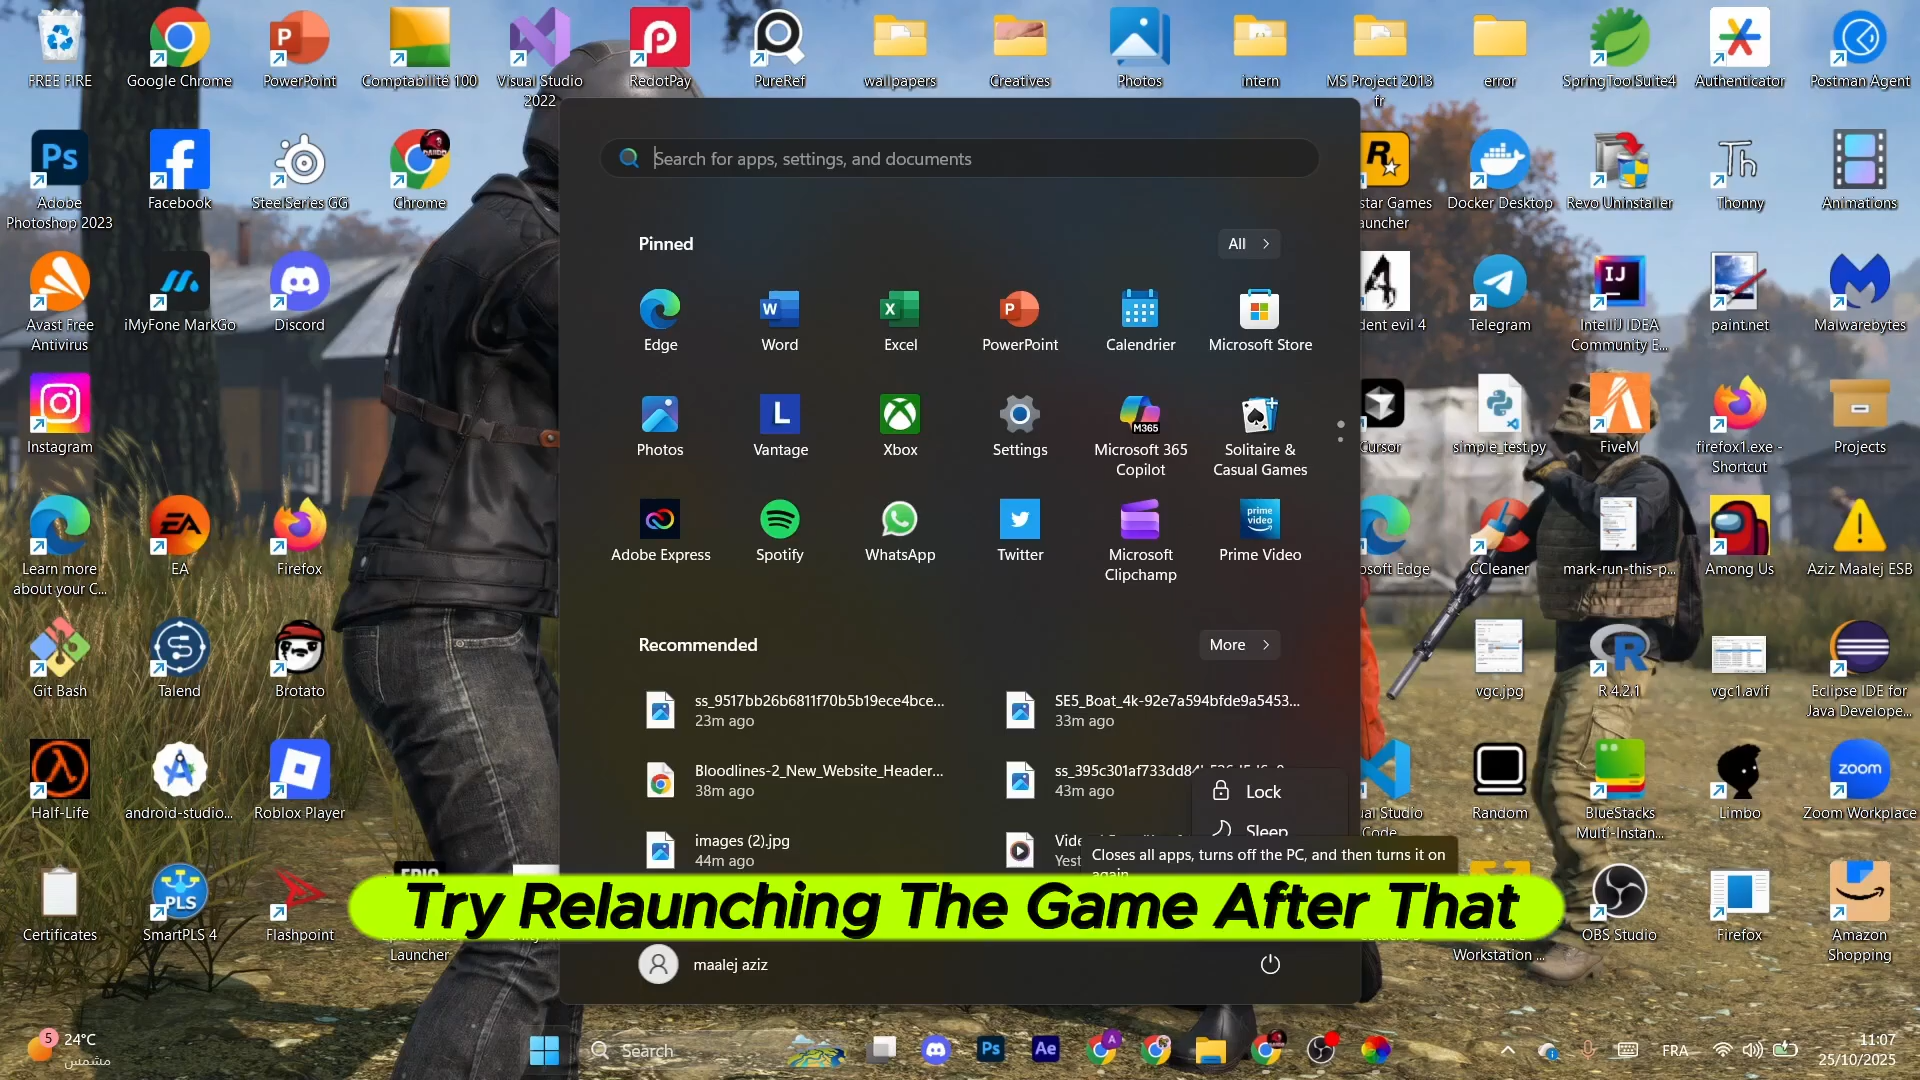 FREE FIRE
Google Chrome
PowerPoint
Comptabilité 100
Visual Studio
2022
RedotPay
PureRef
wallpapers
Creatives
Photos
intern
MS Project 2013
fr
error
SpringToolSuite4
Authenticator
Postman Agent
Adobe
Photoshop 2023
Facebook
SteelSeries GG
Chrome
Search for apps, settings, and documents
star Games
auncher
Docker Desktop
Revo Uninstaller
Thonny
Animations
Pinned
All
Avast Free
Antivirus
iMyFone MarkGo
Discord
Edge
Word
Excel
PowerPoint
Calendrier
Microsoft Store
dent evil 4
Telegram
IntelliJ IDEA
Community E...
paint.net
Malwarebytes
Instagram
Photos
Vantage
Xbox
Settings
Microsoft 365
Copilot
Solitaire &
Casual Games
Cursor
simple_test.py
FiveM
firefox1.exe -
Shortcut
Projects
Learn more
about your C...
EA
Firefox
Adobe Express
Spotify
WhatsApp
Twitter
Microsoft
Clipchamp
Prime Video
osoft Edge
CCleaner
mark-run-this-p...
Among Us
Aziz Maalej ESB
Recommended
More
Git Bash
Talend
Brotato
ss_9517bb26b6811f70b5b19ece4bce...
23m ago
SE5_Boat_4k-92e7a594bfde9a5453...
33m ago
vgc.jpg
R 4.2.1
vgc1.avif
Eclipse IDE for
Java Develope...
Half-Life
android-studio...
Roblox Player
Bloodlines-2_New_Website_Header...
38m ago
43m ago
Lock
Sleep
ual Studio
Code
Random
BlueStacks
Multi-Instan...
Limbo
Zoom Workplace
images (2).jpg
44m ago
Closes all apps, turns off the PC, and then turns it on
again
Try Relaunching The Game After That
Certificates
SmartPLS 4
Flashpoint
Launcher
Workstation ...
OBS Studio
Firefox
Amazon
Shopping
maalej aziz
5
24°C
مشمس
Search
FRA
11:07
25/10/2025